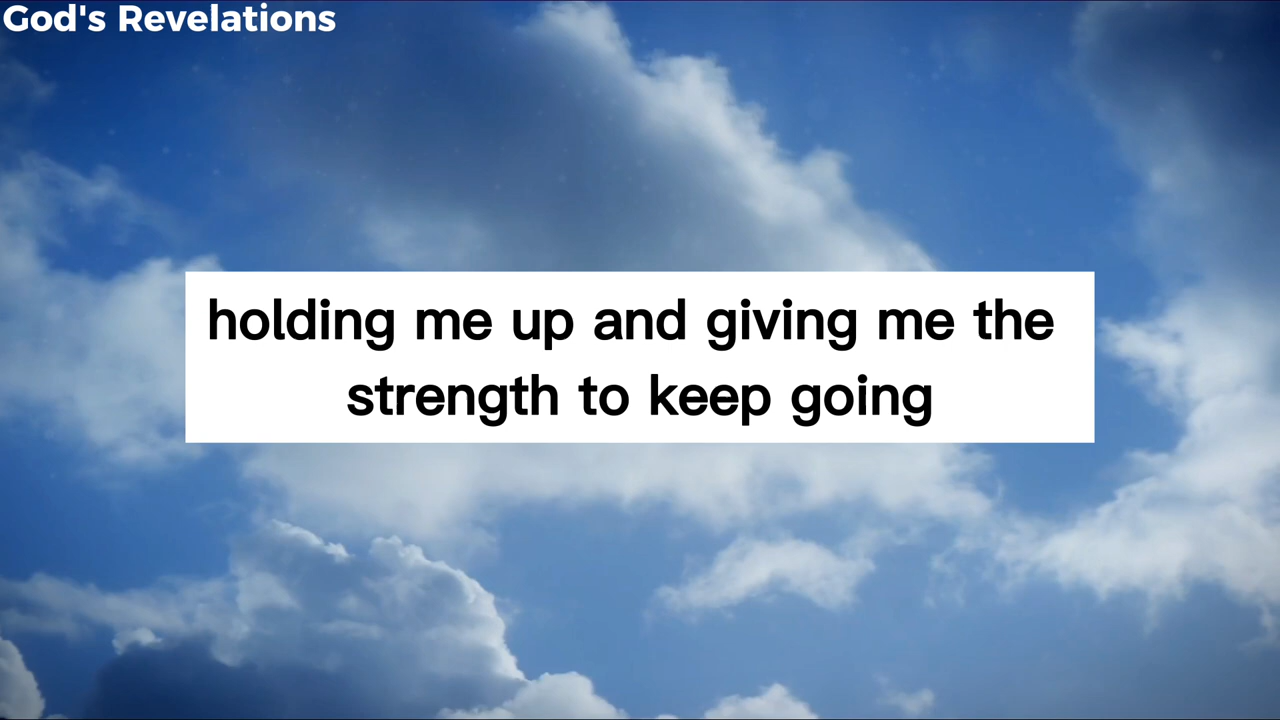 God's Revelations
holding me up and giving me the
strength to keep going